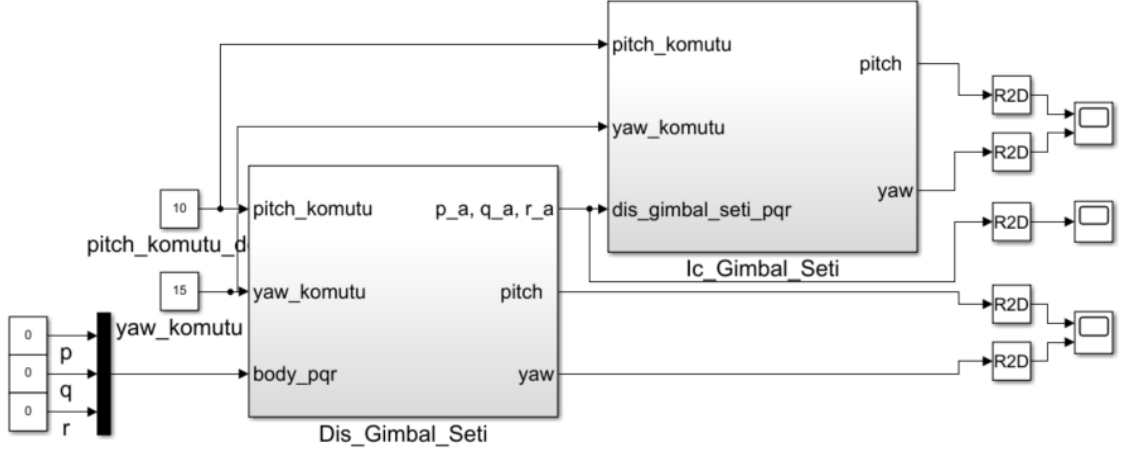 pitch_komutu
pitch
R2D
yaw_komutu
R2D
yaw
10
pitch_komutu
p_a, q_a, r_a
dis_gimbal_seti_pqr
R2D
pitch_komutu_d
Ic_Gimbal_Seti
15
yaw_komutu
pitch
R2D
yaw_komutu
0
p
R2D
0
body_pqr
yaw
q
0
r
Dis_Gimbal_Seti